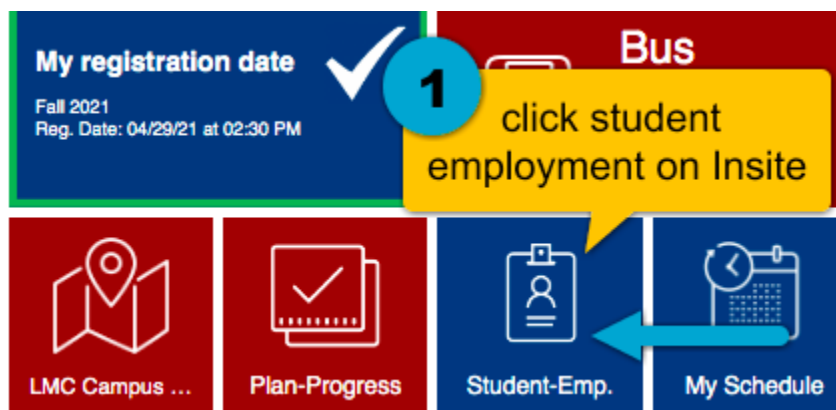 My registration date
Fall 2021
Reg. Date: 04/29/21 at 02:30 PM
Bus
1
click student
employment on Insite
LMC Campus ...
Plan-Progress
Student-Emp.
My Schedule